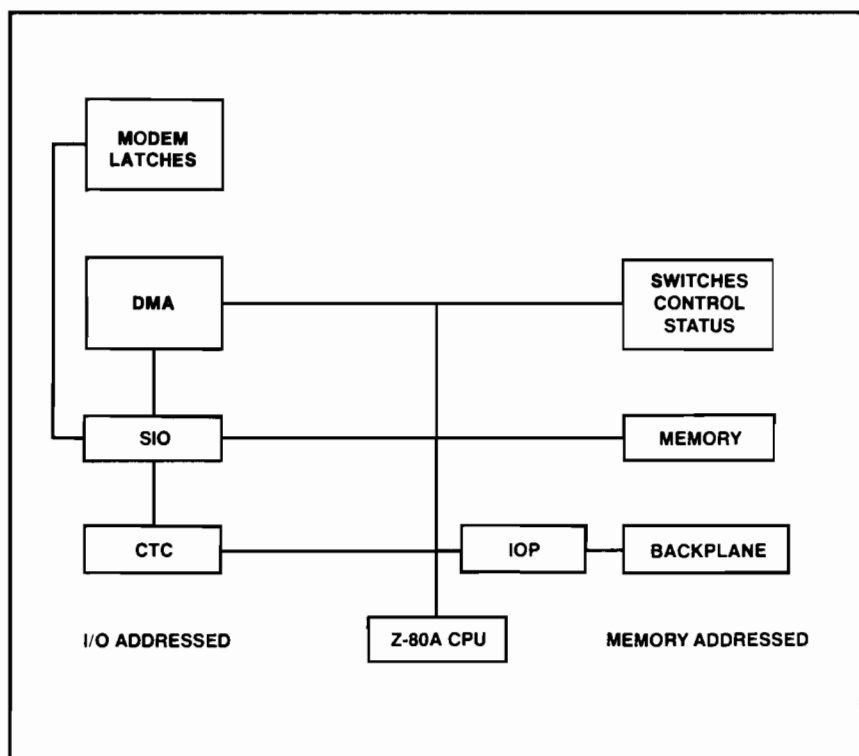 MODEM
LATCHES
DMA
SWITCHES
CONTROL
STATUS
SIO
MEMORY
CTC
IOP
BACKPLANE
I/O ADDRESSED
Z-80A CPU
MEMORY ADDRESSED